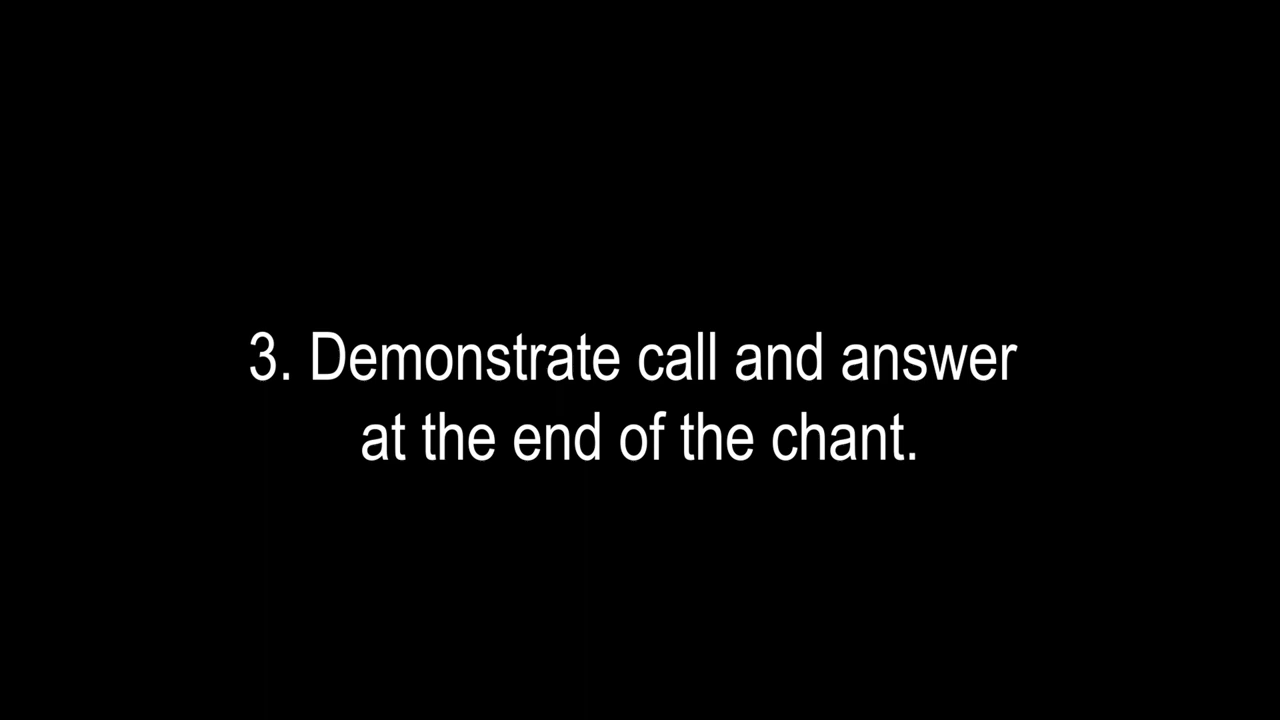 3. Demonstrate call and answer
at the end of the chant.